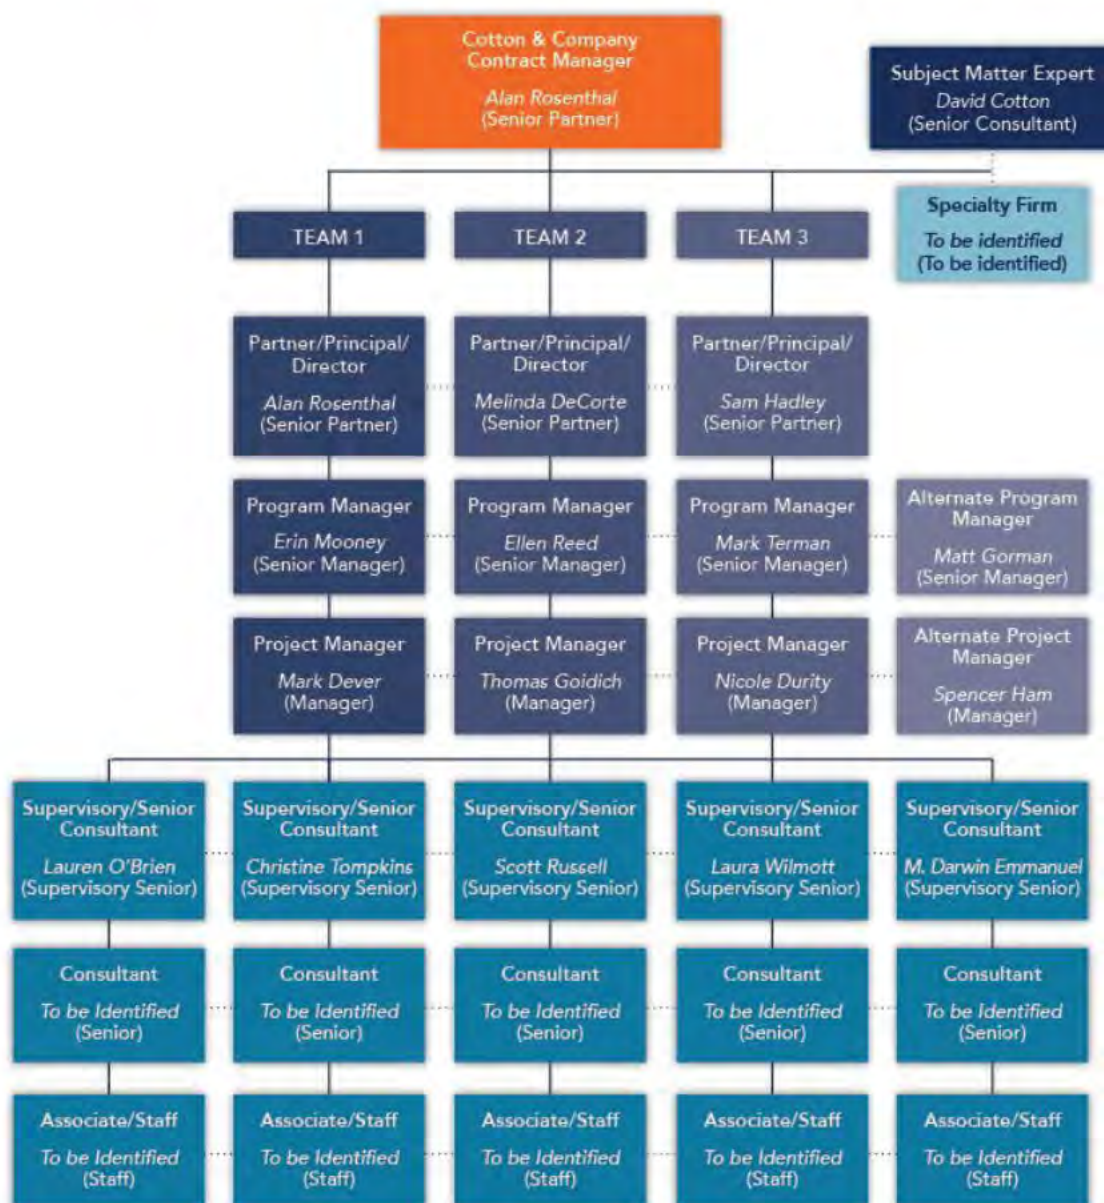 Cotton & Company
Contract Manager
Alan Rosenthal
(Senior Partner)
Subject Matter Expert
David Cotton
(Senior Consultant)
Specialty Firm
To be identified
(To be identified)
TEAM 1
TEAM 2
TEAM 3
Partner/Principal/
Director
Alan Rosenthal
(Senior Partner)
Partner/Principal/
Director
Melinda DeCorte
(Senior Partner)
Partner/Principal/
Director
Sam Hadley
(Senior Partner)
Program Manager
Erin Mooney
(Senior Manager)
Program Manager
Ellen Reed
(Senior Manager)
Program Manager
Mark Terman
(Senior Manager)
Alternate Program
Manager
Matt Gorman
(Senior Manager)
Project Manager
Mark Dever
(Manager)
Project Manager
Thomas Goidich
(Manager)
Project Manager
Nicole Durity
(Manager)
Alternate Project
Manager
Spencer Ham
(Manager)
Supervisory/Senior
Consultant
Lauren O'Brien
(Supervisory Senior)
Supervisory/Senior
Consultant
Christine Tompkins
(Supervisory Senior)
Supervisory/Senior
Consultant
Scott Russell
(Supervisory Senior)
Supervisory/Senior
Consultant
Laura Wilmott
(Supervisory Senior)
Supervisory/Senior
Consultant
M. Darwin Emmanuel
(Supervisory Senior)
Consultant
To be Identified
(Senior)
Consultant
To be Identified
(Senior)
Consultant
To be Identified
(Senior)
Consultant
To be Identified
(Senior)
Consultant
To be Identified
(Senior)
Associate/Staff
To be Identified
(Staff)
Associate/Staff
To be Identified
(Staff)
Associate/Staff
To be Identified
(Staff)
Associate/Staff
To be Identified
(Staff)
Associate/Staff
To be Identified
(Staff)